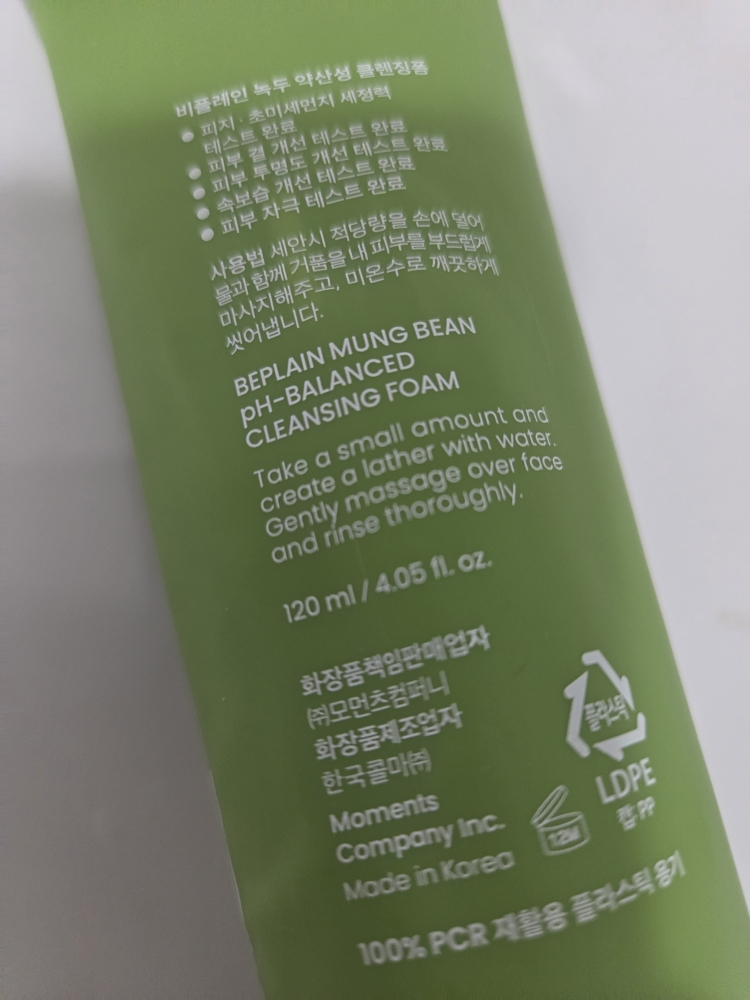 비플레인 녹두 약산성 클렌징폼
● 피지 · 초미세먼지 세정력
테스트 완료
● 피부 결 개선 테스트 완료
● 피부 투명도 개선 테스트 완료
● 속보습 개선 테스트 완료
● 피부 자극 테스트 완료
사용법 세안시 적당량을 손에 덜어
물과 함께 거품을 내 피부를 부드럽게
마사지해주고, 미온수로 깨끗하게
씻어냅니다.
BEPLAIN MUNG BEAN
pH-BALANCED
CLEANSING FOAM
Take a small amount and
create a lather with water.
Gently massage over face
and rinse thoroughly.
120 ml / 4.05 fl. oz.
화장품책임판매업자
㈜모먼츠컴퍼니
화장품제조업자
한국콜마㈜
Moments
Company Inc.
Made in Korea
12M
플라스틱
LDPE
캡: PP
100% PCR 재활용 플라스틱 용기